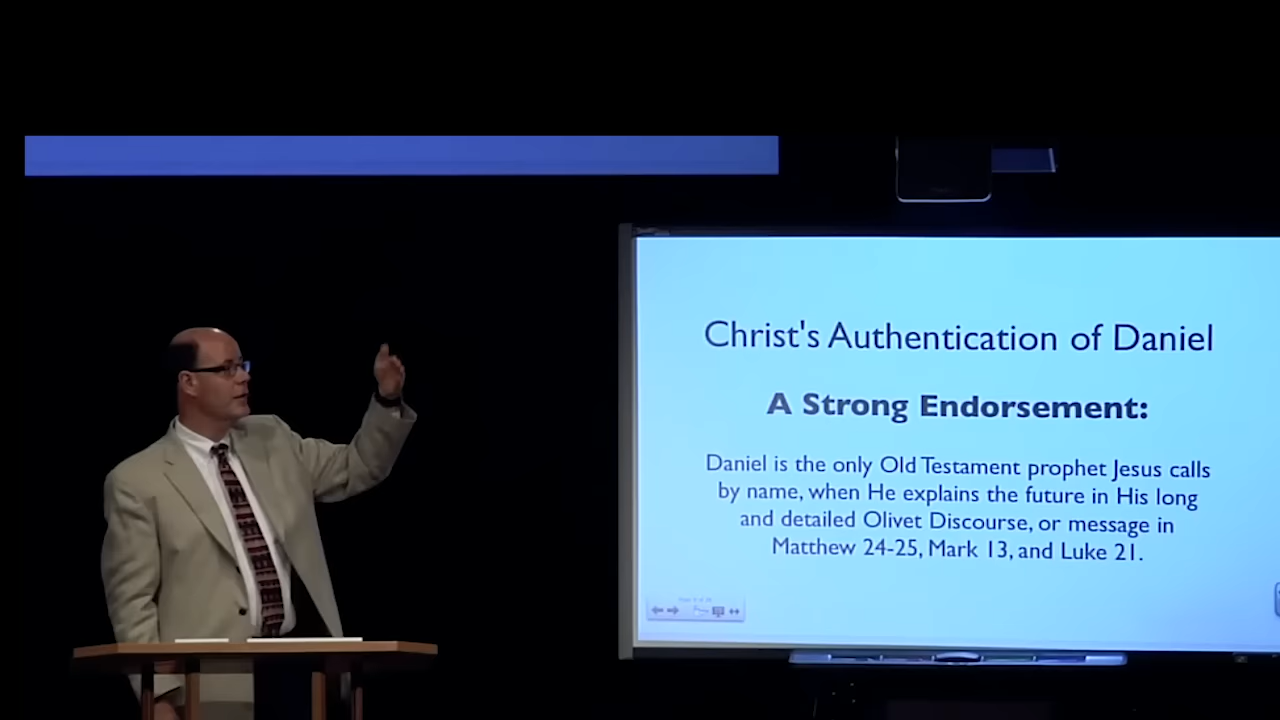 Christ's Authentication of Daniel
A Strong Endorsement:
Daniel is the only Old Testament prophet Jesus calls
by name, when He explains the future in His long
and detailed Olivet Discourse, or message in
Matthew 24-25, Mark 13, and Luke 21.